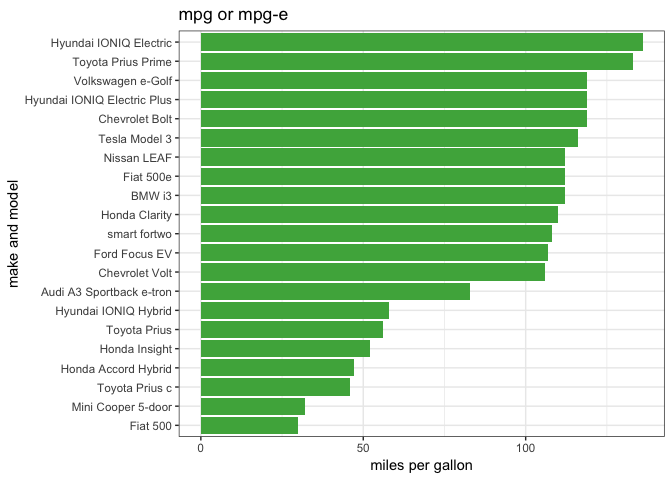 mpg or mpg-e
make and model
Hyundai IONIQ Electric
Toyota Prius Prime
Volkswagen e-Golf
Hyundai IONIQ Electric Plus
Chevrolet Bolt
Tesla Model 3
Nissan LEAF
Fiat 500e
BMW i3
Honda Clarity
smart fortwo
Ford Focus EV
Chevrolet Volt
Audi A3 Sportback e-tron
Hyundai IONIQ Hybrid
Toyota Prius
Honda Insight
Honda Accord Hybrid
Toyota Prius c
Mini Cooper 5-door
Fiat 500
0 50 100
miles per gallon